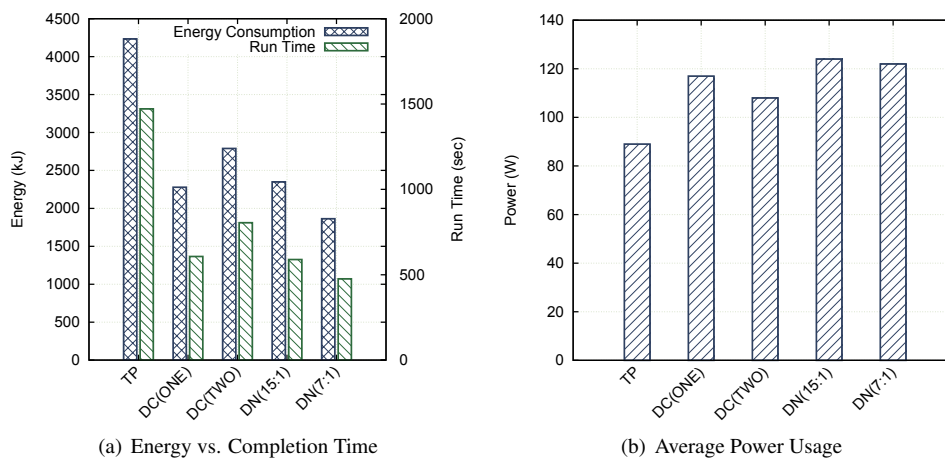 4500
4000
3500
3000
2500
2000
1500
1000
500
0
Energy (kJ)
Energy Consumption
Run Time
2000
1500
1000
500
0
Run Time (sec)
TP
DC(ONE)
DC(TWO)
DN(15:1)
DN(7:1)
(a) Energy vs. Completion Time
140
120
100
80
60
40
20
0
Power (W)
TP
DC(ONE)
DC(TWO)
DN(15:1)
DN(7:1)
(b) Average Power Usage